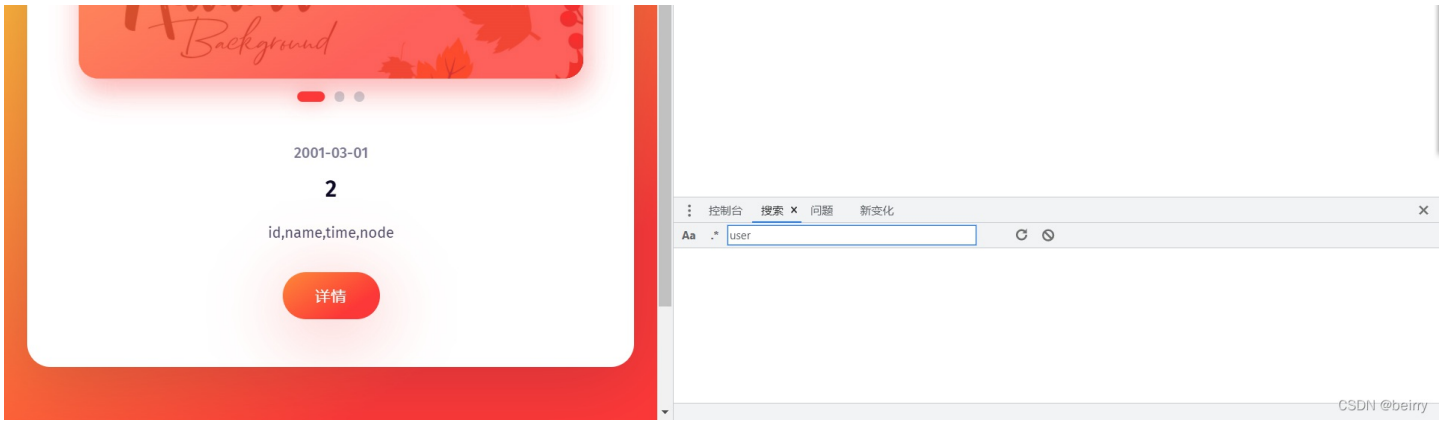 Background
2001-03-01
2
id,name,time,node
详情
控制台 搜索 × 问题 新变化
Aa .* user
CSDN @beirry